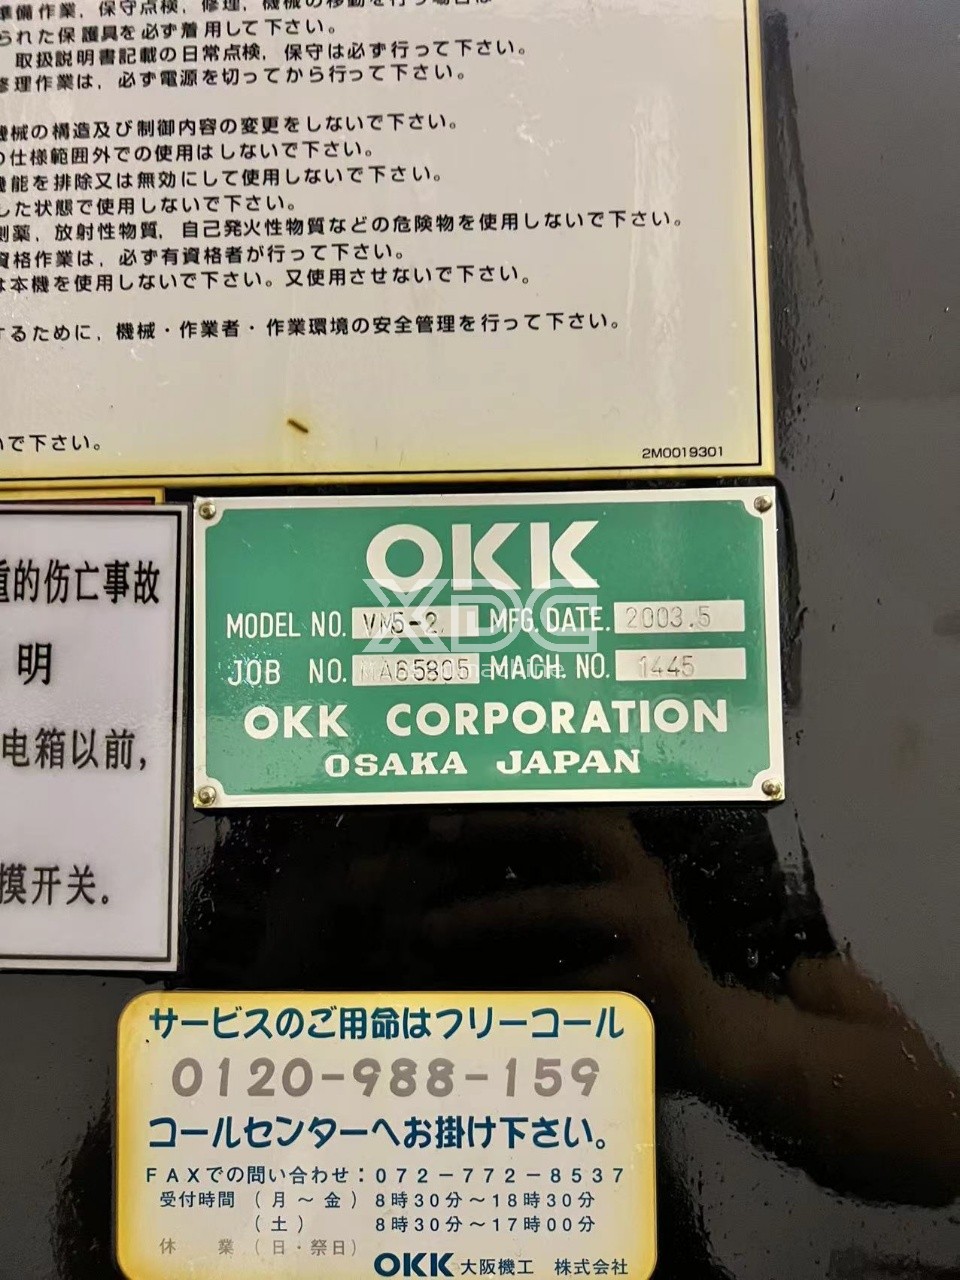 準備作業，保守点検，修理，機械の移動を行う場合は
られた保護具を必ず着用して下さい。
取扱説明書記載の日常点検，保守は必ず行って下さい。
修理作業は，必ず電源を切ってから行って下さい。
機械の構造及び制御内容の変更をしないで下さい。
の仕様範囲外での使用はしないで下さい。
機能を排除又は無効にして使用しないで下さい。
した状態で使用しないで下さい。
剤薬，放射性物質，自己発火性物質などの危険物を使用しないで下さい。
資格作業は，必ず有資格者が行って下さい。
は本機を使用しないで下さい。又使用させないで下さい。
するために，機械・作業者・作業環境の安全管理を行って下さい。
いで下さい。
2M0019301
重的伤亡事故
明
电箱以前，
摸开关。
OKK
XDG
MODEL NO. VM5-2 MFG. DATE. 2003.5
JOB NO. MA65805 MACH. NO. 1445
machine
OKK CORPORATION
OSAKA JAPAN
サービスのご用命はフリーコール
0120-988-159
コールセンターへお掛け下さい。
FAXでの問い合わせ：072－772－8537
受付時間（月～金）8時30分～18時30分
（土）8時30分～17時00分
休 業（日・祭日）
OKK 大阪機工 株式会社